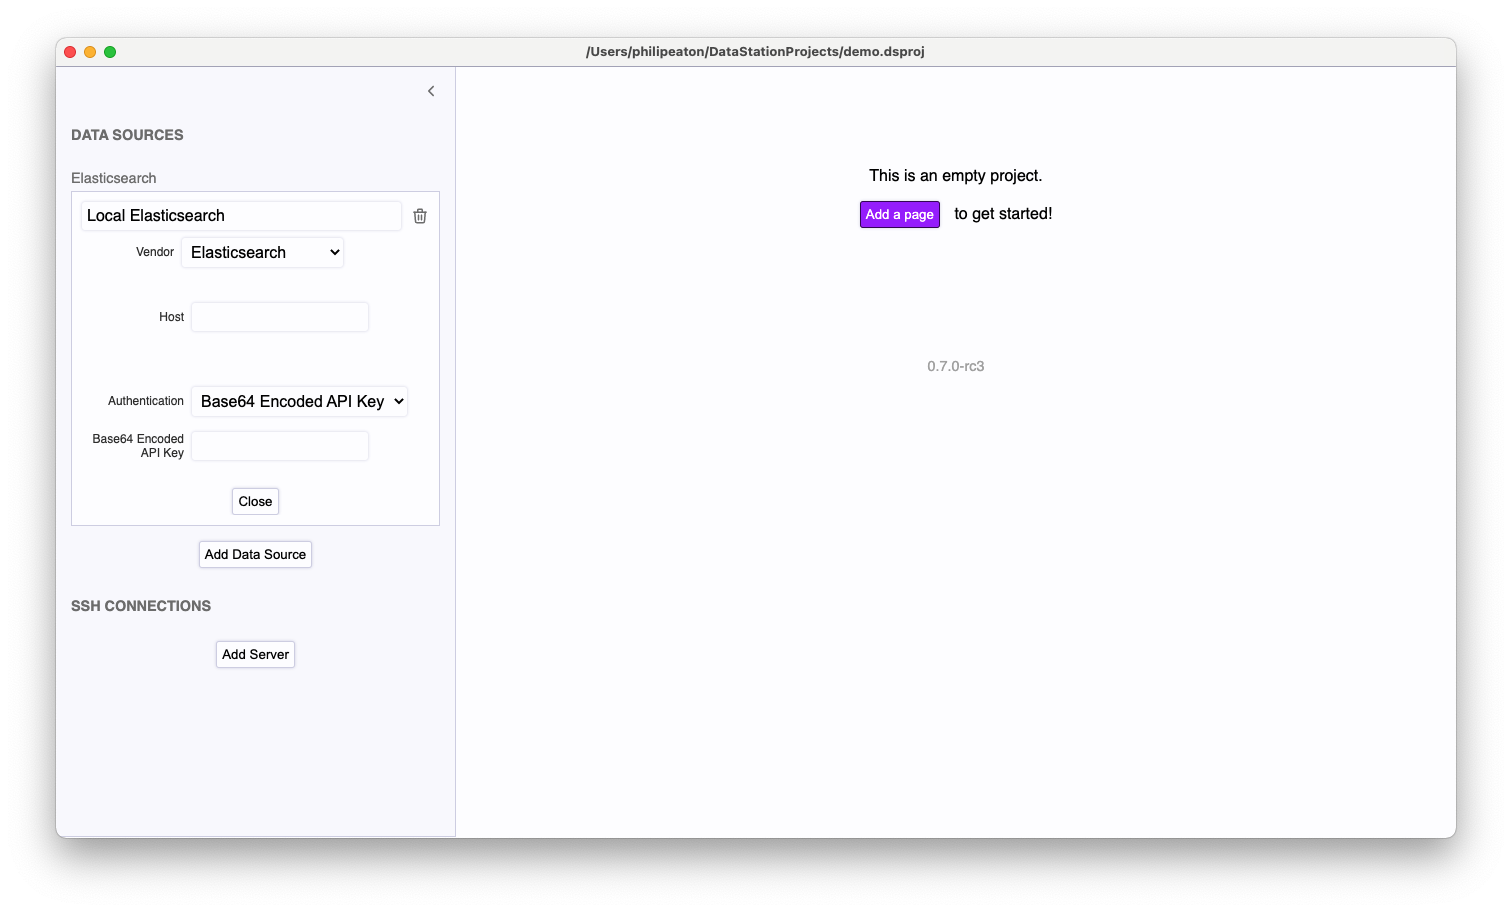 /Users/philipeaton/DataStationProjects/demo.dsproj
DATA SOURCES
Elasticsearch
Local Elasticsearch
Vendor Elasticsearch
Host
Authentication Base64 Encoded API Key
Base64 Encoded
API Key
Close
Add Data Source
SSH CONNECTIONS
Add Server
This is an empty project.
Add a page to get started!
0.7.0-rc3